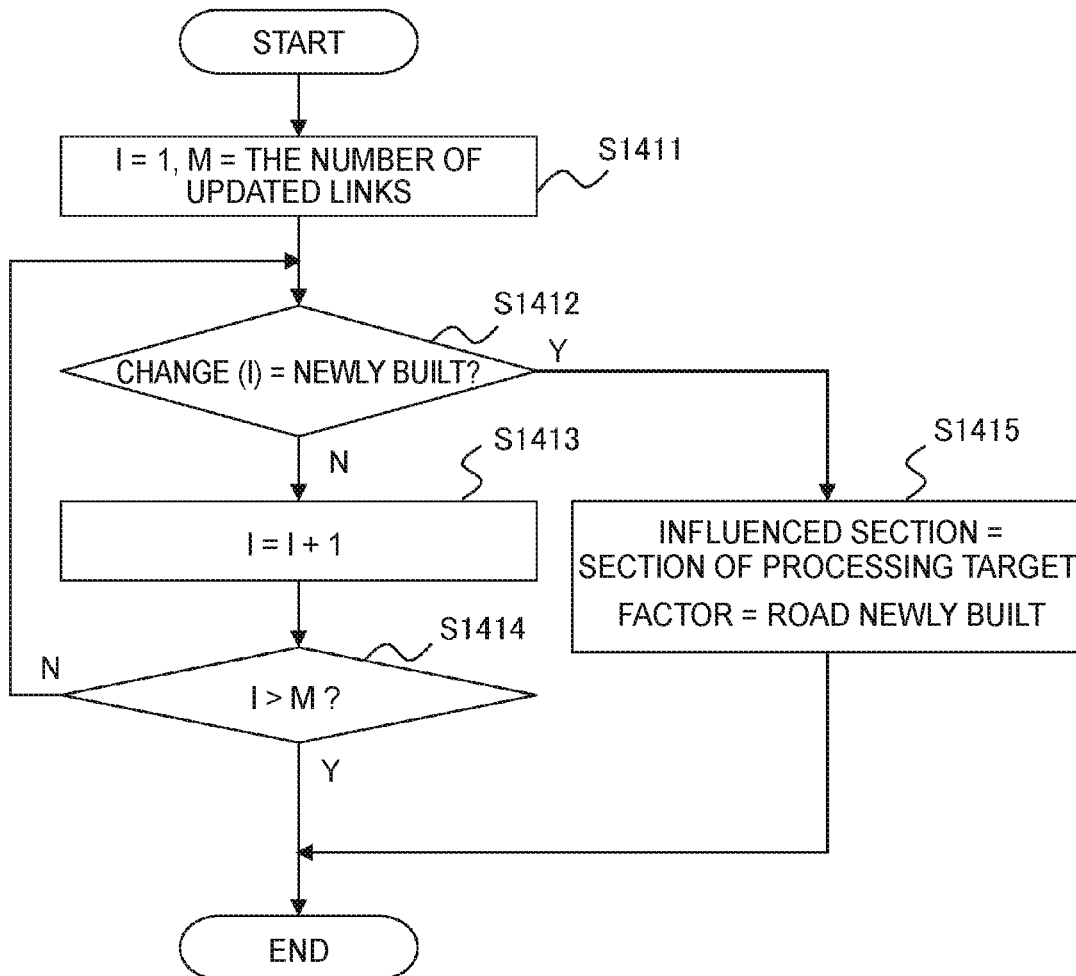 START
I = 1, M = THE NUMBER OF
UPDATED LINKS
S1411
S1412
CHANGE (I) = NEWLY BUILT?
Y
N
S1413
I = I + 1
S1415
INFLUENCED SECTION =
SECTION OF PROCESSING TARGET
FACTOR = ROAD NEWLY BUILT
S1414
N
I > M ?
Y
END